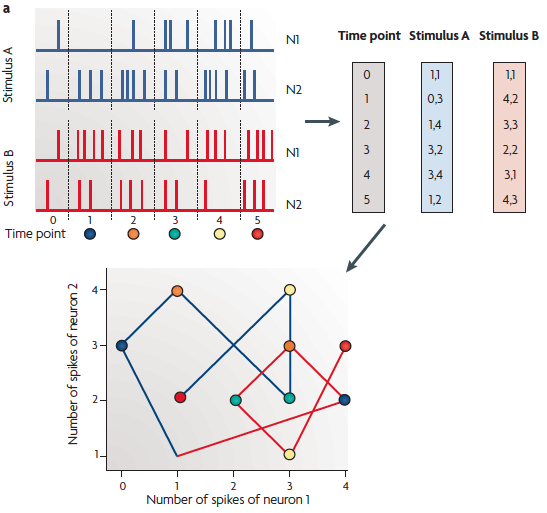 a
Stimulus A
N1
N2
Stimulus B
N1
N2
0 1 2 3 4 5
Time point
Time point Stimulus A Stimulus B
0 1,1 1,1
1 0,3 4,2
2 1,4 3,3
3 3,2 2,2
4 3,4 3,1
5 1,2 4,3
Number of spikes of neuron 2
4
3
2
1
0 1 2 3 4
Number of spikes of neuron 1